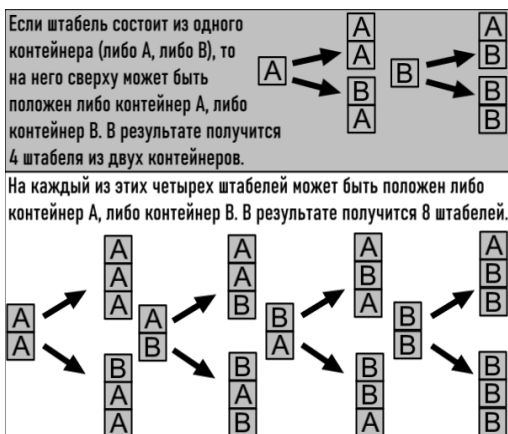 Если штабель состоит из одного
контейнера (либо А, либо В), то
на него сверху может быть
положен либо контейнер А, либо
контейнер В. В результате получится
4 штабеля из двух контейнеров.
A
A
A
B
A
B
A
B
B
B
На каждый из этих четырех штабелей может быть положен либо
контейнер А, либо контейнер В. В результате получится 8 штабелей.
A
A
A
A
A
B
A
A
A
B
A
A
B
B
A
B
B
A
A
B
A
B
B
A
B
B
A
B
B
B
B
B